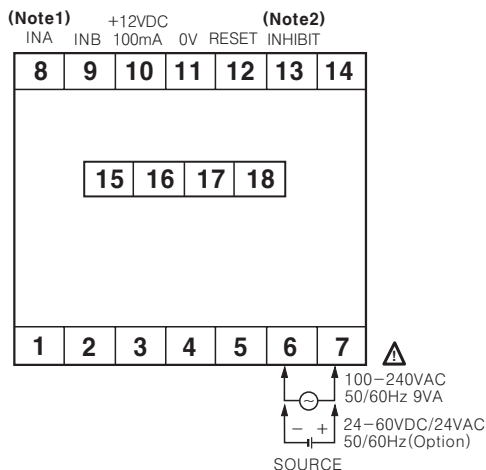 (Note1) +12VDC (Note2)
INA INB 100mA 0V RESET INHIBIT
8 9 10 11 12 13 14
15 16 17 18
1 2 3 4 5 6 7
100-240VAC
50/60Hz 9VA
- + 24-60VDC/24VAC
50/60Hz(Option)
SOURCE